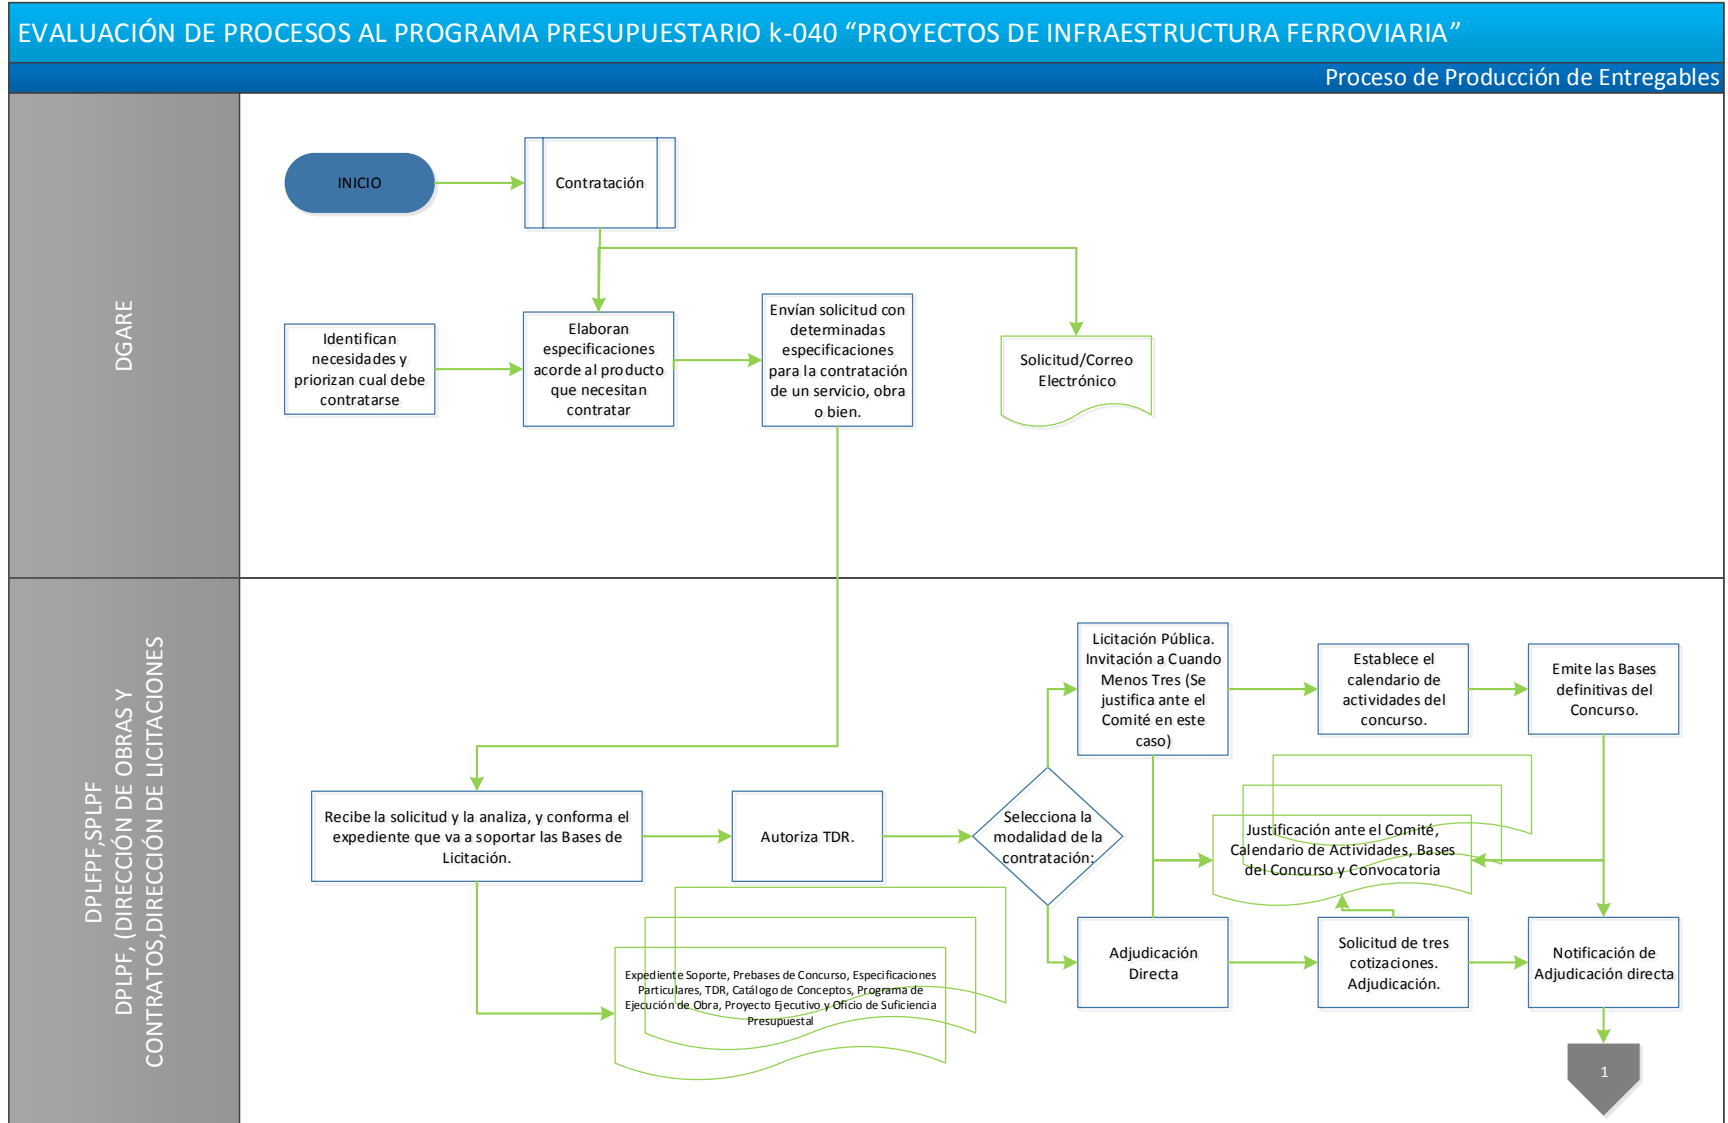 EVALUACIÓN DE PROCESOS AL PROGRAMA PRESUPUESTARIO k-040 “PROYECTOS DE INFRAESTRUCTURA FERROVIARIA”
Proceso de Producción de Entregables
DGARE
INICIO
Contratación
Identifican
necesidades y
priorizan cual debe
contratarse
Elaboran
especificaciones
acorde al producto
que necesitan
contratar
Envían solicitud con
determinadas
especificaciones
para la contratación
de un servicio, obra
o bien.
Solicitud/Correo
Electrónico
DPLFPF,SPLPF
DPLPF, (DIRECCIÓN DE OBRAS Y
CONTRATOS,DIRECCIÓN DE LICITACIONES
Recibe la solicitud y la analiza, y conforma el
expediente que va a soportar las Bases de
Licitación.
Autoriza TDR.
Selecciona la
modalidad de la
contratación:
Licitación Pública.
Invitación a Cuando
Menos Tres (Se
justifica ante el
Comité en este
caso)
Establece el
calendario de
actividades del
concurso.
Emite las Bases
definitivas del
Concurso.
Justificación ante el Comité,
Calendario de Actividades, Bases
del Concurso y Convocatoria
Expediente Soporte, Prebases de Concurso, Especificaciones
Particulares, TDR, Catálogo de Conceptos, Programa de
Ejecución de Obra, Proyecto Ejecutivo y Oficio de Suficiencia
Presupuestal
Adjudicación
Directa
Solicitud de tres
cotizaciones.
Adjudicación.
Notificación de
Adjudicación directa
1